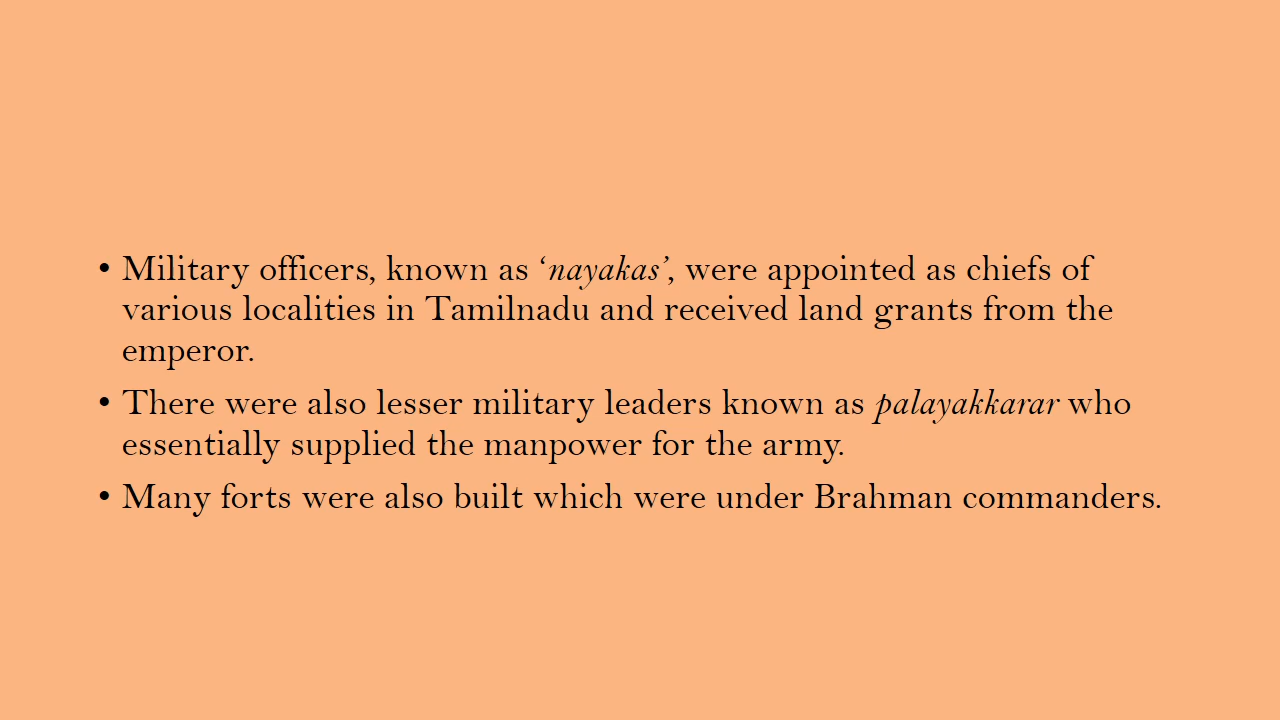 • Military officers, known as ‘nayakas’, were appointed as chiefs of
various localities in Tamilnadu and received land grants from the
emperor.
• There were also lesser military leaders known as palayakkarar who
essentially supplied the manpower for the army.
• Many forts were also built which were under Brahman commanders.